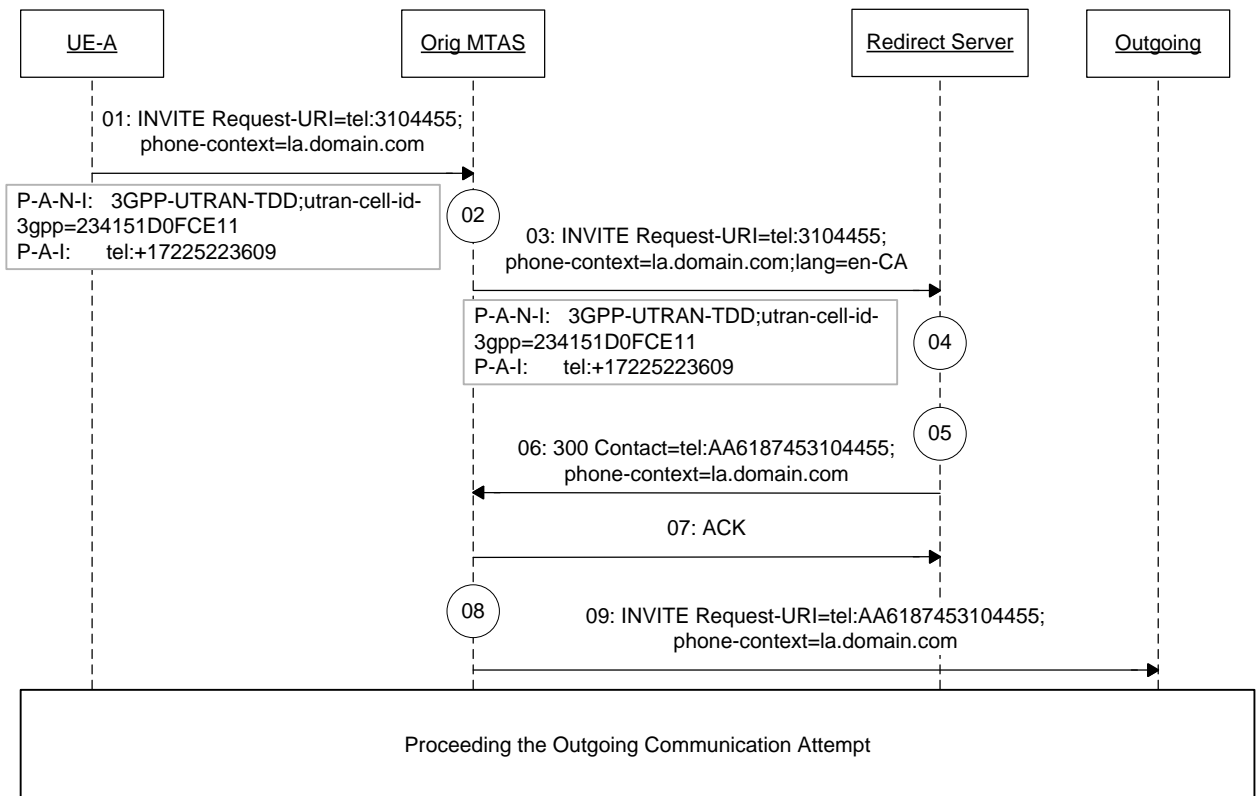 UE-A
Orig MTAS
Redirect Server
Outgoing
01: INVITE Request-URI=tel:3104455;
phone-context=la.domain.com
P-A-N-I: 3GPP-UTRAN-TDD;utran-cell-id-
3gpp=234151D0FCE11
P-A-I: tel:+17225223609
02
03: INVITE Request-URI=tel:3104455;
phone-context=la.domain.com;lang=en-CA
P-A-N-I: 3GPP-UTRAN-TDD;utran-cell-id-
3gpp=234151D0FCE11
P-A-I: tel:+17225223609
04
05
06: 300 Contact=tel:AA6187453104455;
phone-context=la.domain.com
07: ACK
08
09: INVITE Request-URI=tel:AA6187453104455;
phone-context=la.domain.com
Proceeding the Outgoing Communication Attempt